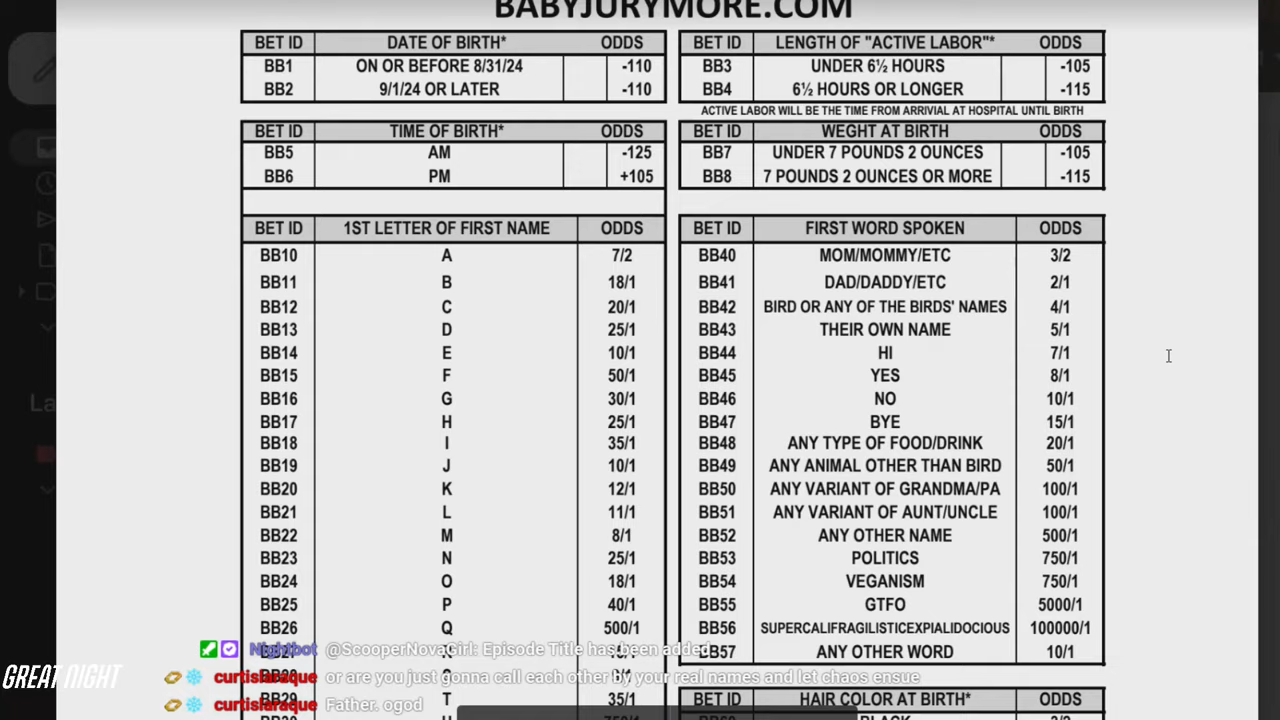 BABYJURYMORE.COM
BET ID DATE OF BIRTH* ODDS
BB1 ON OR BEFORE 8/31/24 -110
BB2 9/1/24 OR LATER -110
BET ID LENGTH OF "ACTIVE LABOR"* ODDS
BB3 UNDER 6½ HOURS -105
BB4 6½ HOURS OR LONGER -115
ACTIVE LABOR WILL BE THE TIME FROM ARRIVAL AT HOSPITAL UNTIL BIRTH
BET ID TIME OF BIRTH* ODDS
BB5 AM -125
BB6 PM +105
BET ID WEGHT AT BIRTH ODDS
BB7 UNDER 7 POUNDS 2 OUNCES -105
BB8 7 POUNDS 2 OUNCES OR MORE -115
BET ID 1ST LETTER OF FIRST NAME ODDS
BB10 A 7/2
BB11 B 18/1
BB12 C 20/1
BB13 D 25/1
BB14 E 10/1
BB15 F 50/1
BB16 G 30/1
BB17 H 25/1
BB18 I 35/1
BB19 J 10/1
BB20 K 12/1
BB21 L 11/1
BB22 M 8/1
BB23 N 25/1
BB24 O 18/1
BB25 P 40/1
BB26 Q 500/1
BB29 T 35/1
BET ID FIRST WORD SPOKEN ODDS
BB40 MOM/MOMMY/ETC 3/2
BB41 DAD/DADDY/ETC 2/1
BB42 BIRD OR ANY OF THE BIRDS' NAMES 4/1
BB43 THEIR OWN NAME 5/1
BB44 HI 7/1
BB45 YES 8/1
BB46 NO 10/1
BB47 BYE 15/1
BB48 ANY TYPE OF FOOD/DRINK 20/1
BB49 ANY ANIMAL OTHER THAN BIRD 50/1
BB50 ANY VARIANT OF GRANDMA/PA 100/1
BB51 ANY VARIANT OF AUNT/UNCLE 100/1
BB52 ANY OTHER NAME 500/1
BB53 POLITICS 750/1
BB54 VEGANISM 750/1
BB55 GTFO 5000/1
BB56 SUPERCALIFRAGILISTICEXPIALIDOCIOUS 100000/1
BB57 ANY OTHER WORD 10/1
BET ID HAIR COLOR AT BIRTH* ODDS
La
Nightbot @ScooperNovaGirl: Episode Title has been added
curtisfaraque or are you just gonna call each other by your real names and let chaos ensue
curtisfaraque Father. ogod
GREAT NIGHT